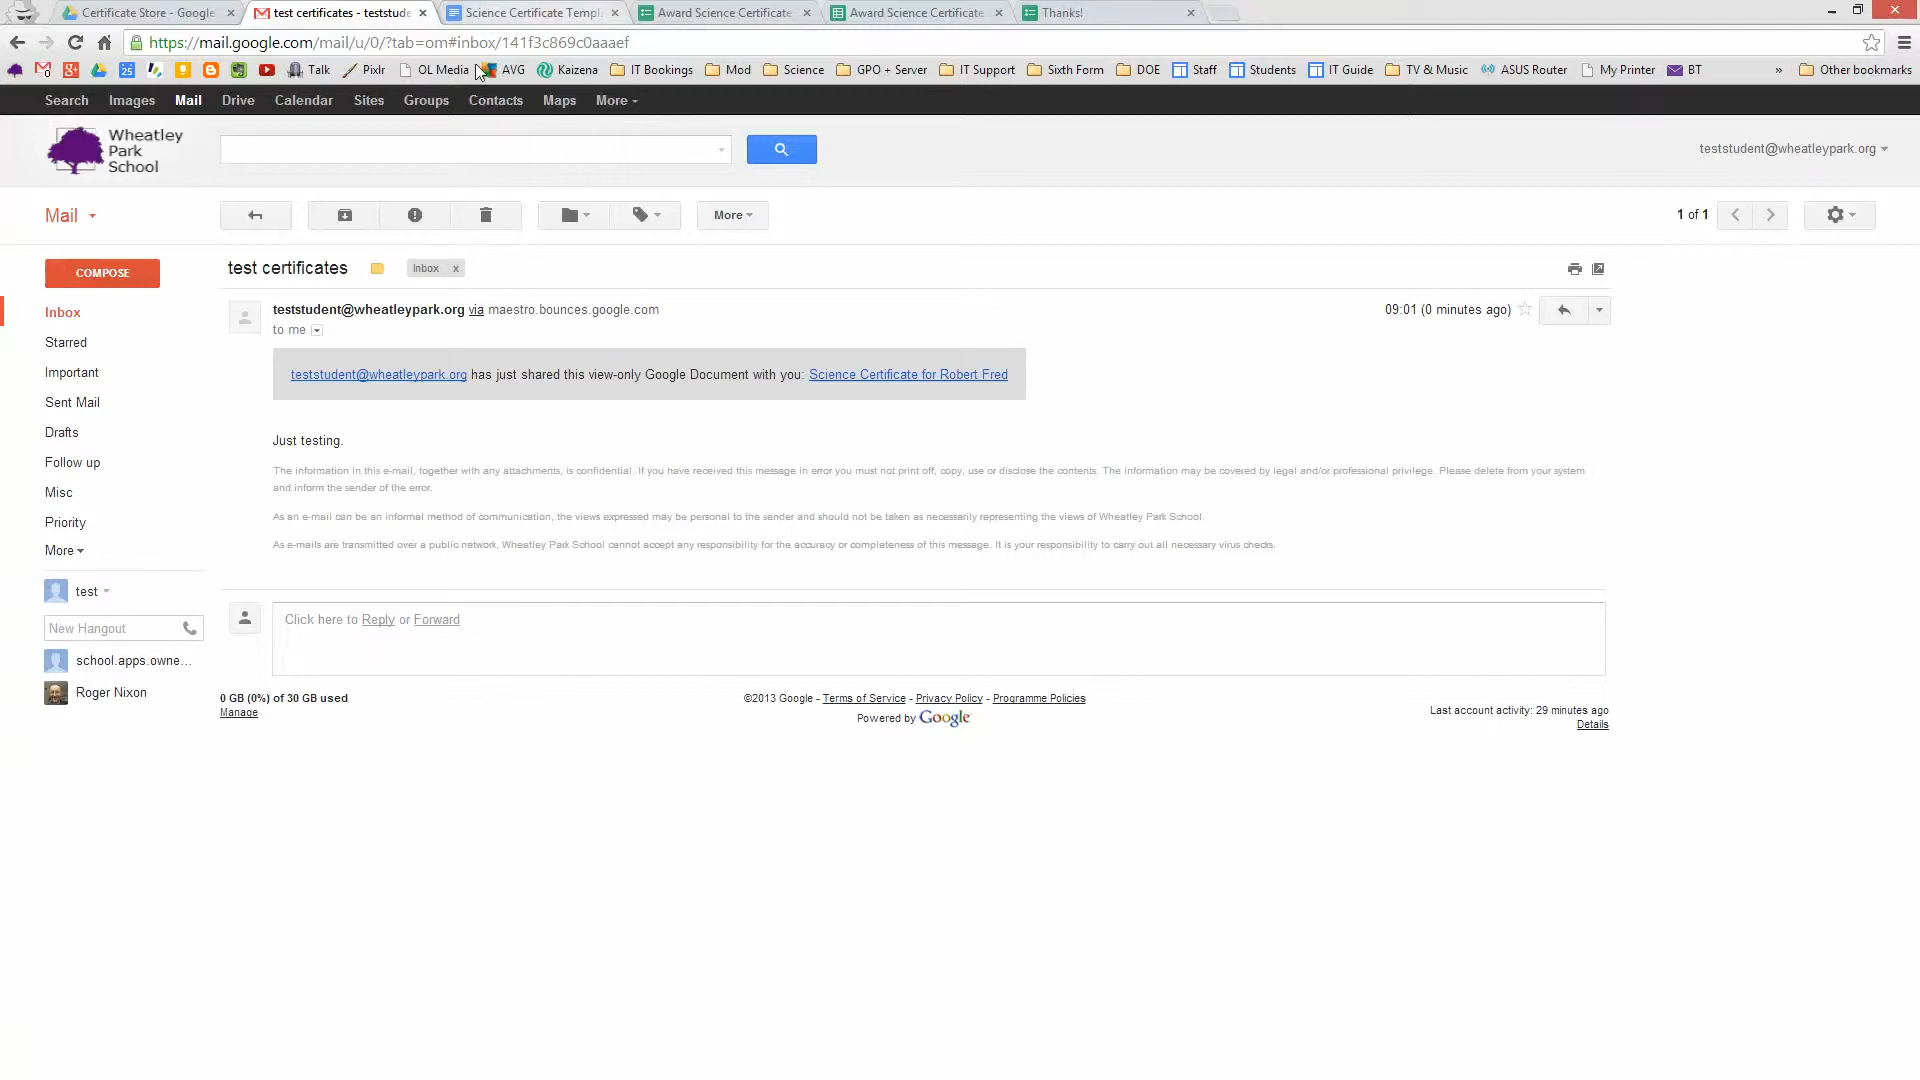 Certificate Store - Google
test certificates - teststude
Science Certificate Templ
Award Science Certificate
Award Science Certificate
Thanks!
https://mail.google.com/mail/u/0/?tab=om#inbox/141f3c869c0aaaef
Talk
Pixlr
OL Media
AVG
Kaizena
IT Bookings
Mod
Science
GPO + Server
IT Support
Sixth Form
DOE
Staff
Students
IT Guide
TV & Music
ASUS Router
My Printer
BT
»
Other bookmarks
Search Images Mail Drive Calendar Sites Groups Contacts Maps More
Wheatley
Park
School
teststudent@wheatleypark.org
Mail
More
1 of 1
COMPOSE
test certificates
Inbox x
Inbox
Starred
Important
Sent Mail
Drafts
Follow up
Misc
Priority
More
teststudent@wheatleypark.org via maestro.bounces.google.com
09:01 (0 minutes ago)
to me
teststudent@wheatleypark.org has just shared this view-only Google Document with you: Science Certificate for Robert Fred
Just testing.
The information in this e-mail, together with any attachments, is confidential. If you have received this message in error you must not print off, copy, use or disclose the contents. The information may be covered by legal and/or professional privilege. Please delete from your system
and inform the sender of the error.
As an e-mail can be an informal method of communication, the views expressed may be personal to the sender and should not be taken as necessarily representing the views of Wheatley Park School.
As e-mails are transmitted over a public network, Wheatley Park School cannot accept any responsibility for the accuracy or completeness of this message. It is your responsibility to carry out all necessary virus checks.
test
New Hangout
school.apps.owne...
Roger Nixon
Click here to Reply or Forward
0 GB (0%) of 30 GB used
Manage
©2013 Google - Terms of Service - Privacy Policy - Programme Policies
Powered by Google
Last account activity: 29 minutes ago
Details